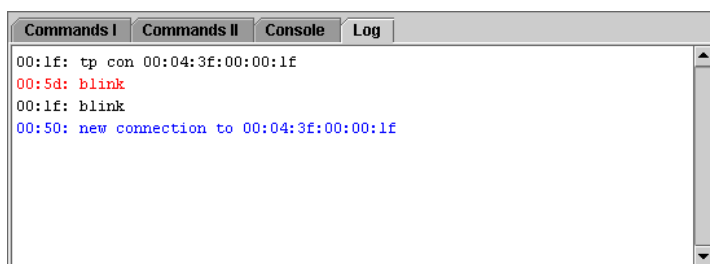 Commands I Commands II Console Log
00:1f: tp con 00:04:3f:00:00:1f
00:5d: blink
00:1f: blink
00:50: new connection to 00:04:3f:00:00:1f